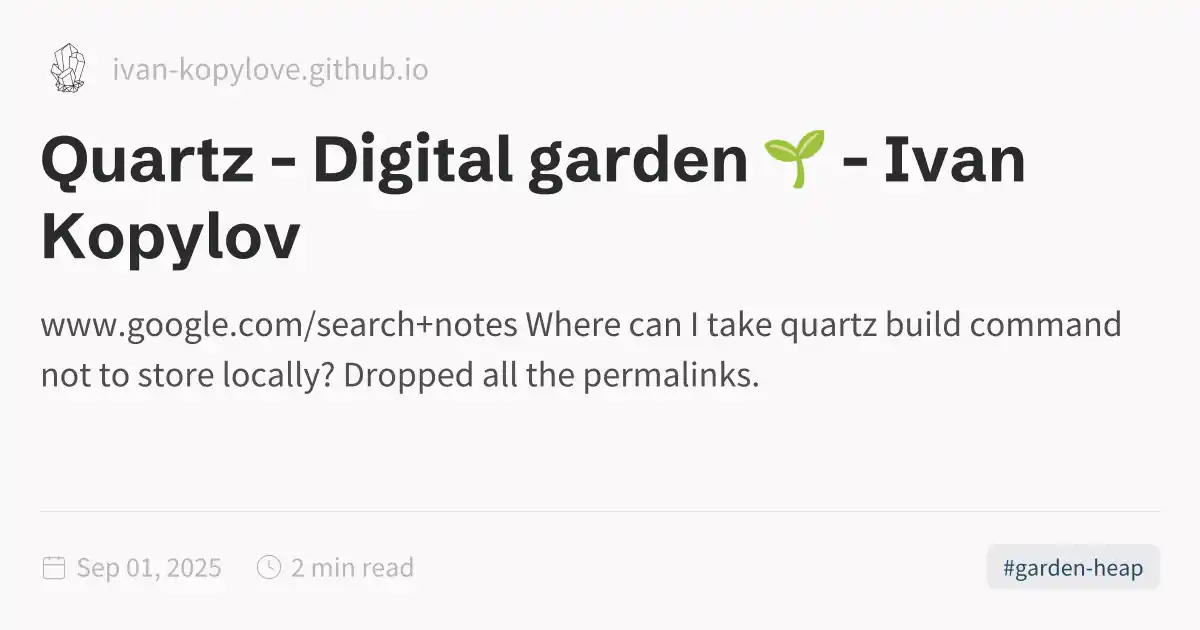 ivan-kopylove.github.io
Quartz - Digital garden 🌱 - Ivan
Kopylov
www.google.com/search+notes Where can I take quartz build command
not to store locally? Dropped all the permalinks.
Sep 01, 2025 2 min read #garden-heap